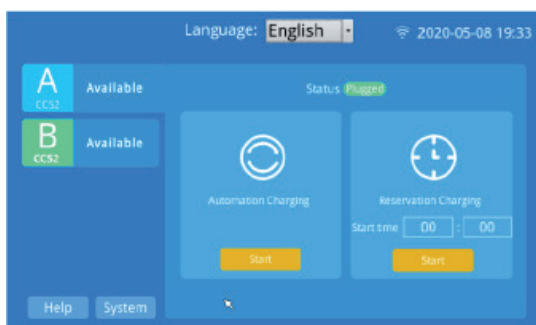 Language: English 2020-05-08 19:33
A
CCS2
Available
B
CCS2
Available
Status Plugged
Automation Charging
Start
Reservation Charging
Start time 00 : 00
Start
Help System